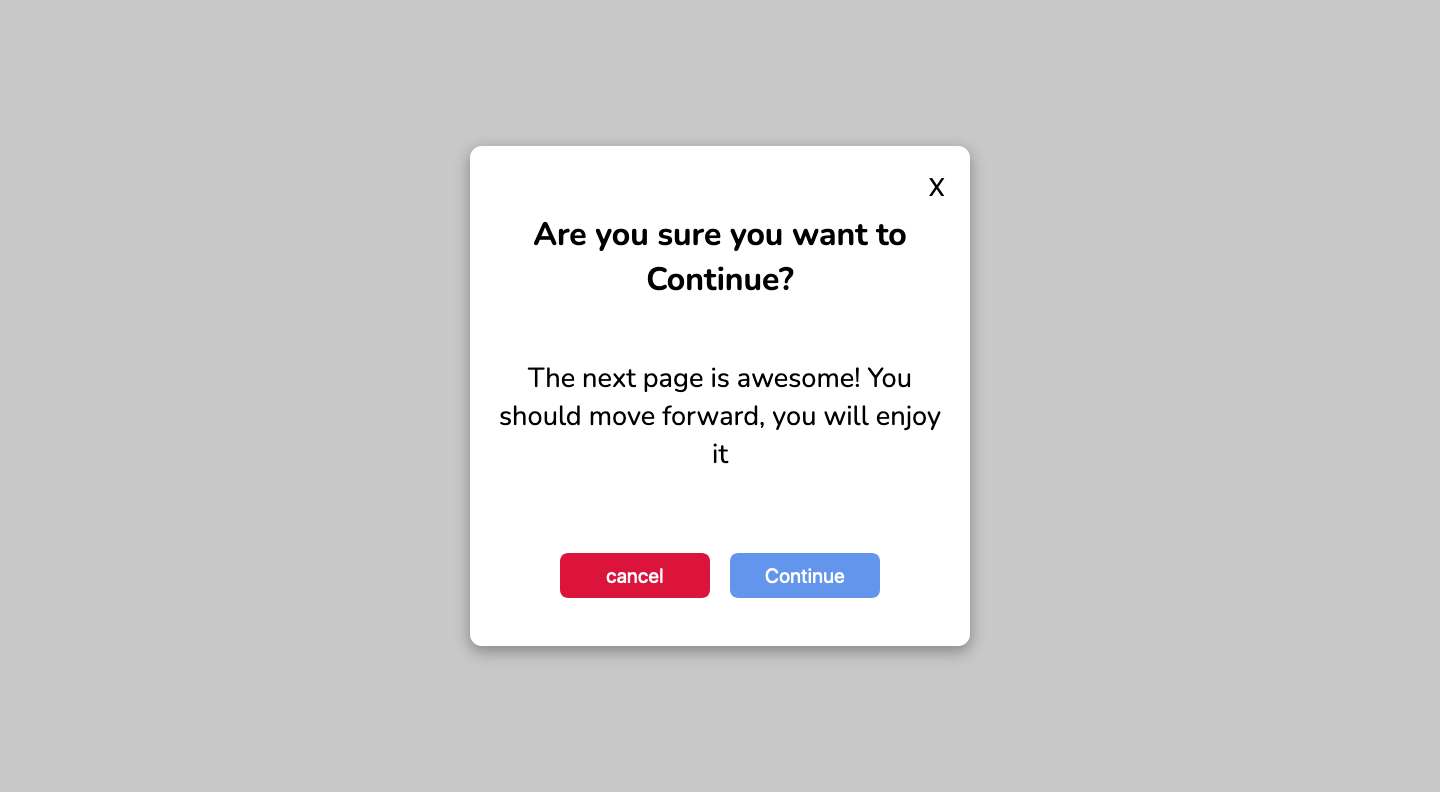 X
Are you sure you want to
Continue?
The next page is awesome! You
should move forward, you will enjoy
it
cancel
Continue